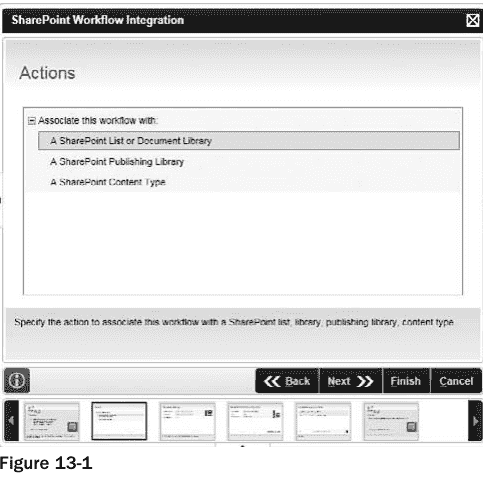 SharePoint Workflow Integration
Actions
Associate this workflow with:
A SharePoint List or Document Library
A SharePoint Publishing Library
A SharePoint Content Type
Specify the action to associate this workflow with a SharePoint list, library, publishing library, content type
Back
Next
Finish
Cancel
Figure 13-1